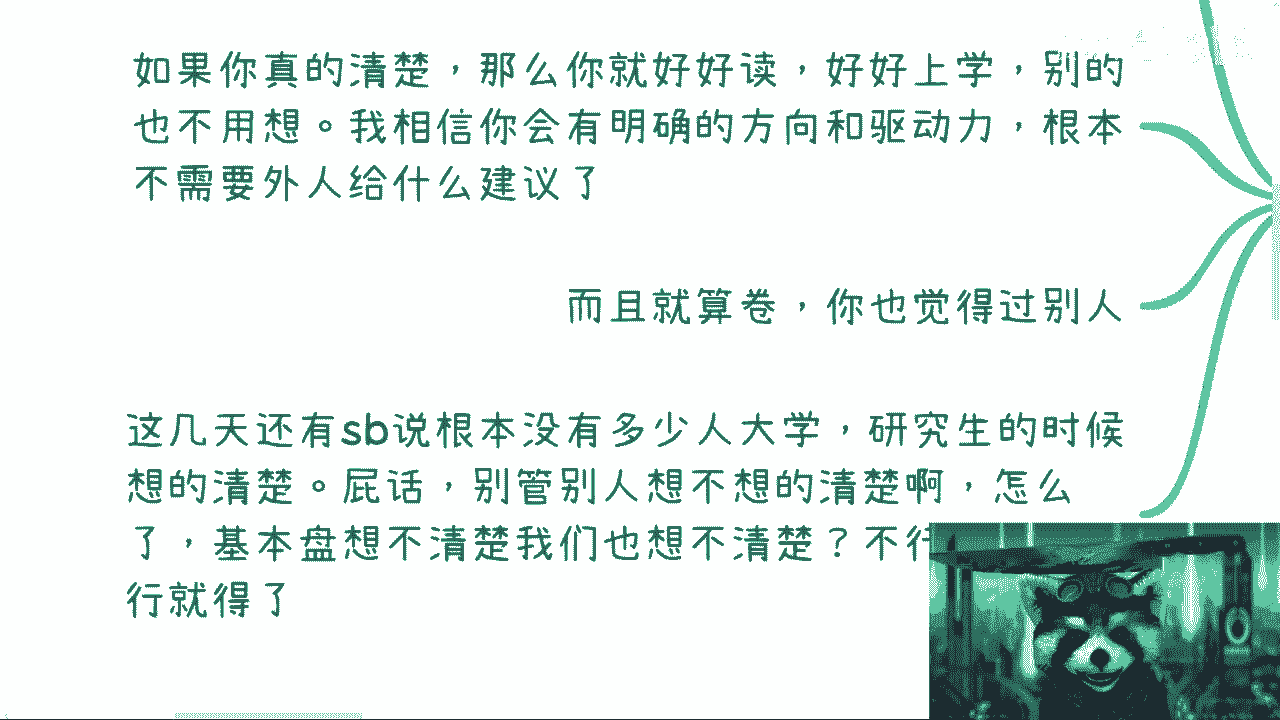 如果你真的清楚，那么你就好好读，好好上学，别的
也不用想。我相信你会有明确的方向和驱动力，根本
不需要外人给什么建议了
而且就算卷，你也觉得过别人
这几天还有sb说根本没有多少人大学，研究生的时候
想的清楚。屁话，别管别人想不想的清楚啊，怎么
了，基本盘想不清楚我们也想不清楚？不行
行就得了